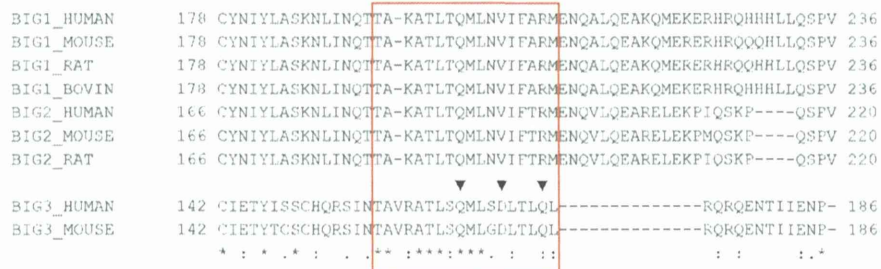 BIG1_HUMAN 178 CYNIYLASKNLINQTTA-KATLTQMLNVIFARMENQALQEAKQMEKERHRQHHHLLQSPV 236
BIG1_MOUSE 178 CYNIYLASKNLINQTTA-KATLTQMLNVIFARMENQALQEAKQMERERHRQQQHLLQSPV 236
BIG1_RAT 178 CYNIYLASKNLINQTTA-KATLTQMLNVIFARMENQALQEAKQMERERHRQQHHLLQSPV 236
BIG1_BOVIN 178 CYNIYLASKNLINQTTA-KATLTQMLNVIFARMENQALQEAKQMEKERHRQHHHLLQSPV 236
BIG2_HUMAN 166 CYNIYLASKNLINQTTA-KATLTQMLNVIFTRMENQVLQEARELEKPIQSKP----QSPV 220
BIG2_MOUSE 166 CYNIYLASKNLINQTTA-KATLTQMLNVIFTRMENQVLQEARELEKPMQSKP----QSPV 220
BIG2_RAT 166 CYNIYLASKNLINQTTA-KATLTQMLNVIFTRMENQVLQEARELEKPIQSKP----QSPV 220
▼ ▼ ▼
BIG3_HUMAN 142 CIETYISSCHQRSINTAVRATLSQMLSDLTLQL--------------RQRQENTIIENP- 186
BIG3_MOUSE 142 CIETYTCSCHQRSINTAVRATLSQMLGDLTLQL--------------RQRQENTIIENP- 186
* : * .* : . .** :***:***. : :: : : :.*